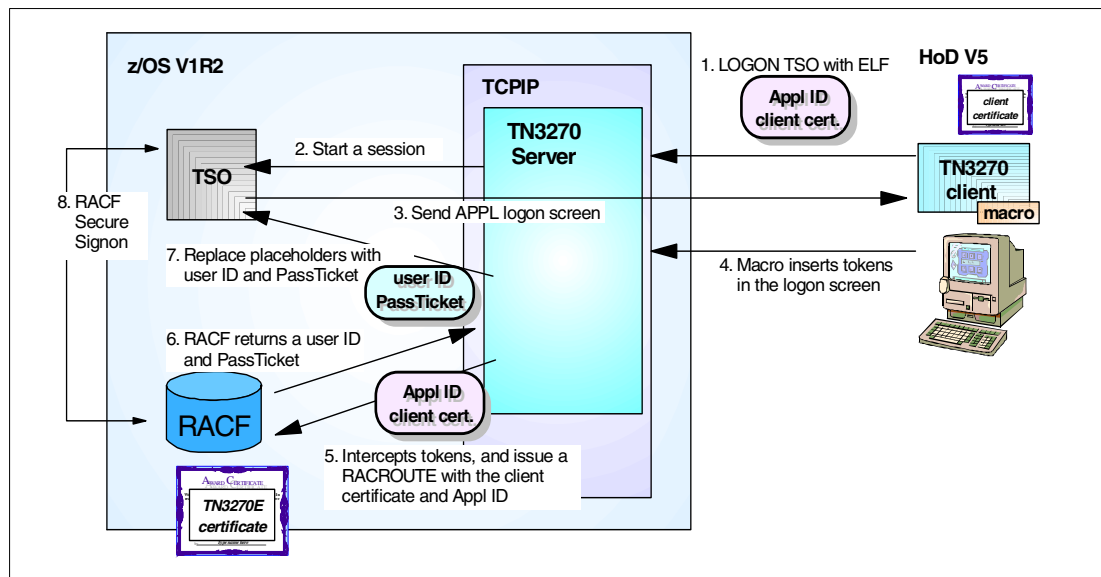 z/OS V1R2
TCPIP
TN3270
Server
1. LOGON TSO with ELF
HoD V5
Appl ID
client cert.
AWARD CERTIFICATE
client
certificate
2. Start a session
TSO
TN3270
client
macro
3. Send APPL logon screen
8. RACF
Secure
Signon
7. Replace placeholders with
user ID and PassTicket
user ID
PassTicket
4. Macro inserts tokens
in the logon screen
6. RACF returns a user ID
and PassTicket
Appl ID
client cert.
RACF
5. Intercepts tokens, and issue a
RACROUTE with the client
certificate and Appl ID
AWARD CERTIFICATE
TN3270E
certificate